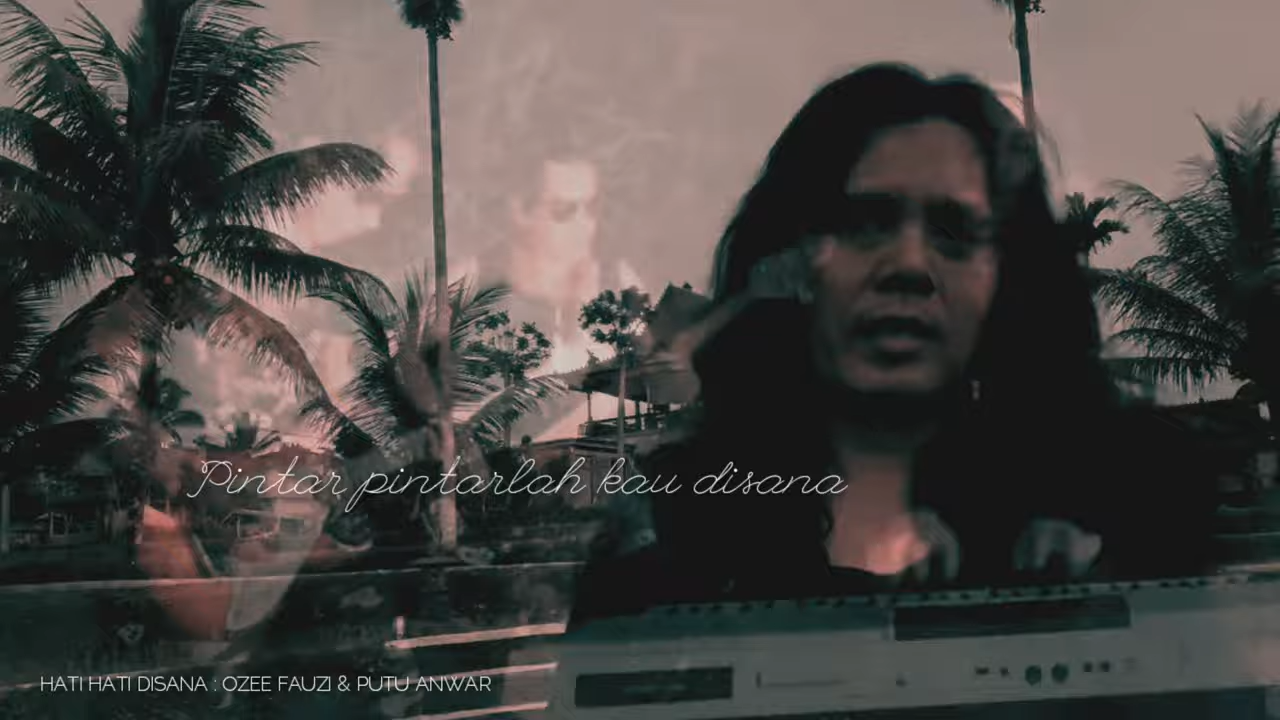 Pintar pintarlah kau disana
HATI HATI DISANA : OZEE FAUZI & PUTU ANWAR